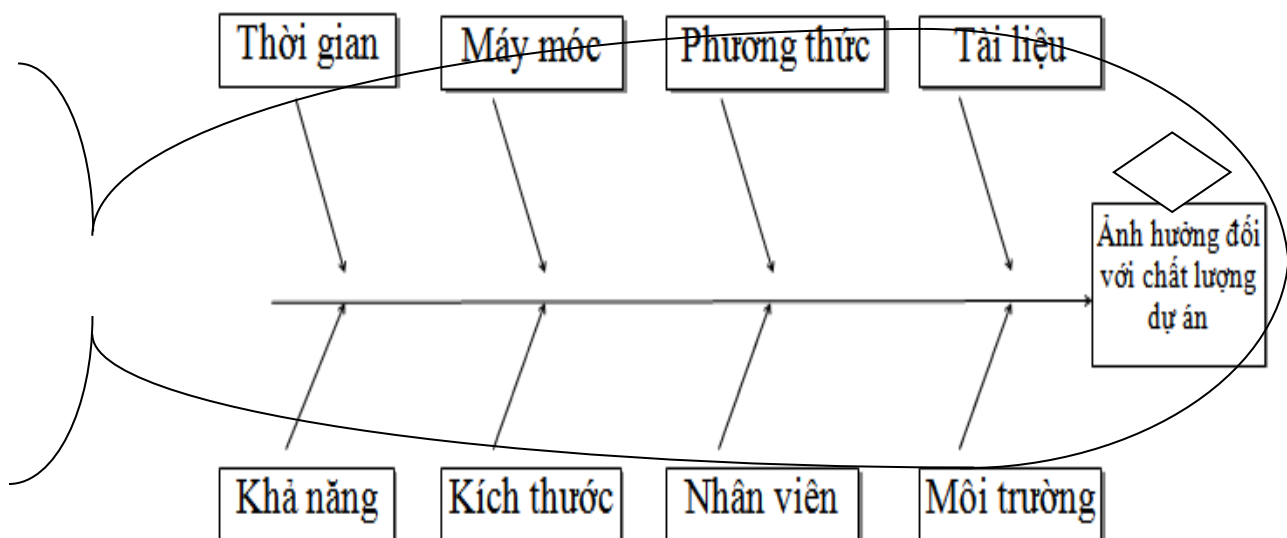 Thời gian
Máy móc
Phương thức
Tài liệu
Ảnh hưởng đối
với chất lượng
dự án
Khả năng
Kích thước
Nhân viên
Môi trường